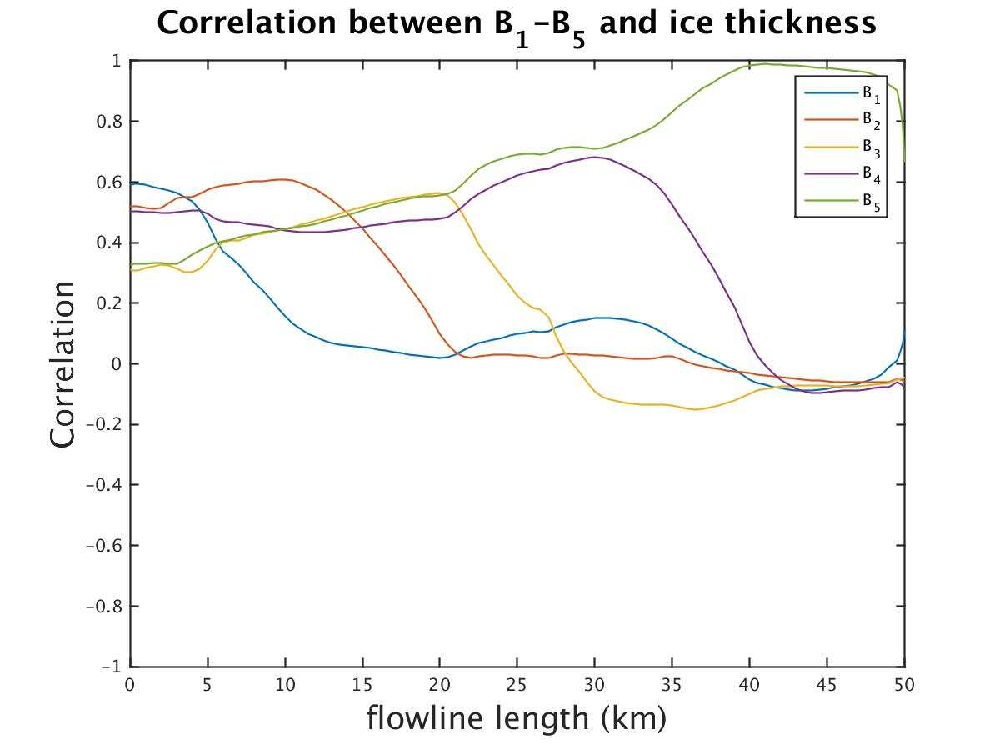 Correlation between B₁–B₅ and ice thickness
1
0.8
0.6
0.4
0.2
0
−0.2
−0.4
−0.6
−0.8
−1
Correlation
B₁
B₂
B₃
B₄
B₅
0 5 10 15 20 25 30 35 40 45 50
flowline length (km)